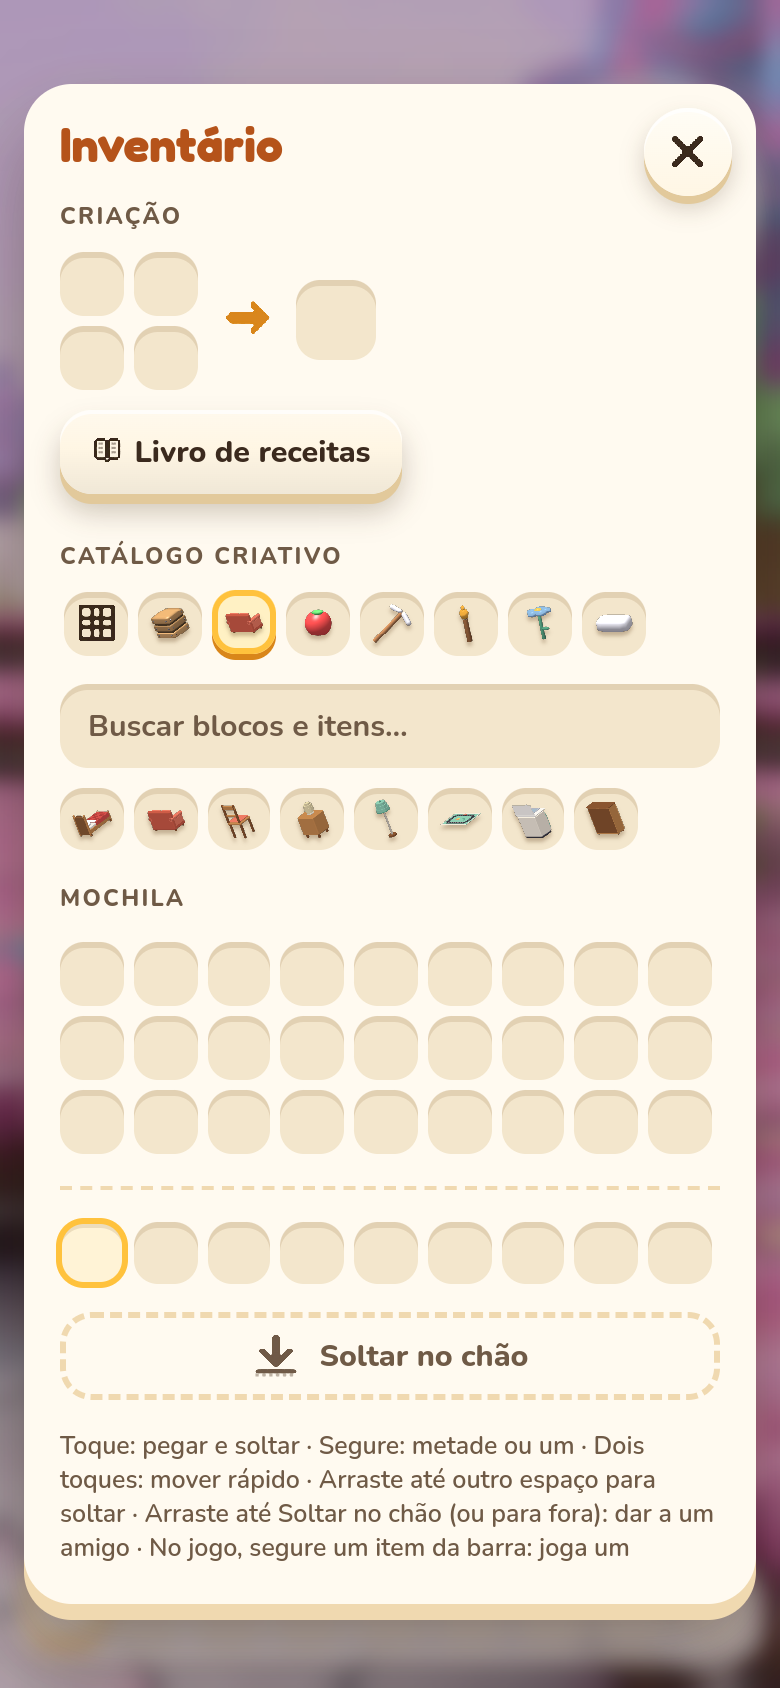 Inventário
CRIAÇÃO
Livro de receitas
CATÁLOGO CRIATIVO
Buscar blocos e itens...
MOCHILA
Soltar no chão
Toque: pegar e soltar · Segure: metade ou um · Dois
toques: mover rápido · Arraste até outro espaço para
soltar · Arraste até Soltar no chão (ou para fora): dar a um
amigo · No jogo, segure um item da barra: joga um